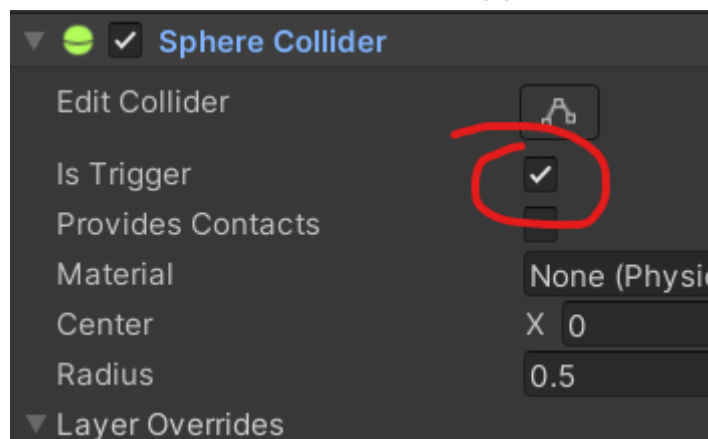 Sphere Collider
Edit Collider
Is Trigger
Provides Contacts
Material None (Physi
Center X 0
Radius 0.5
Layer Overrides